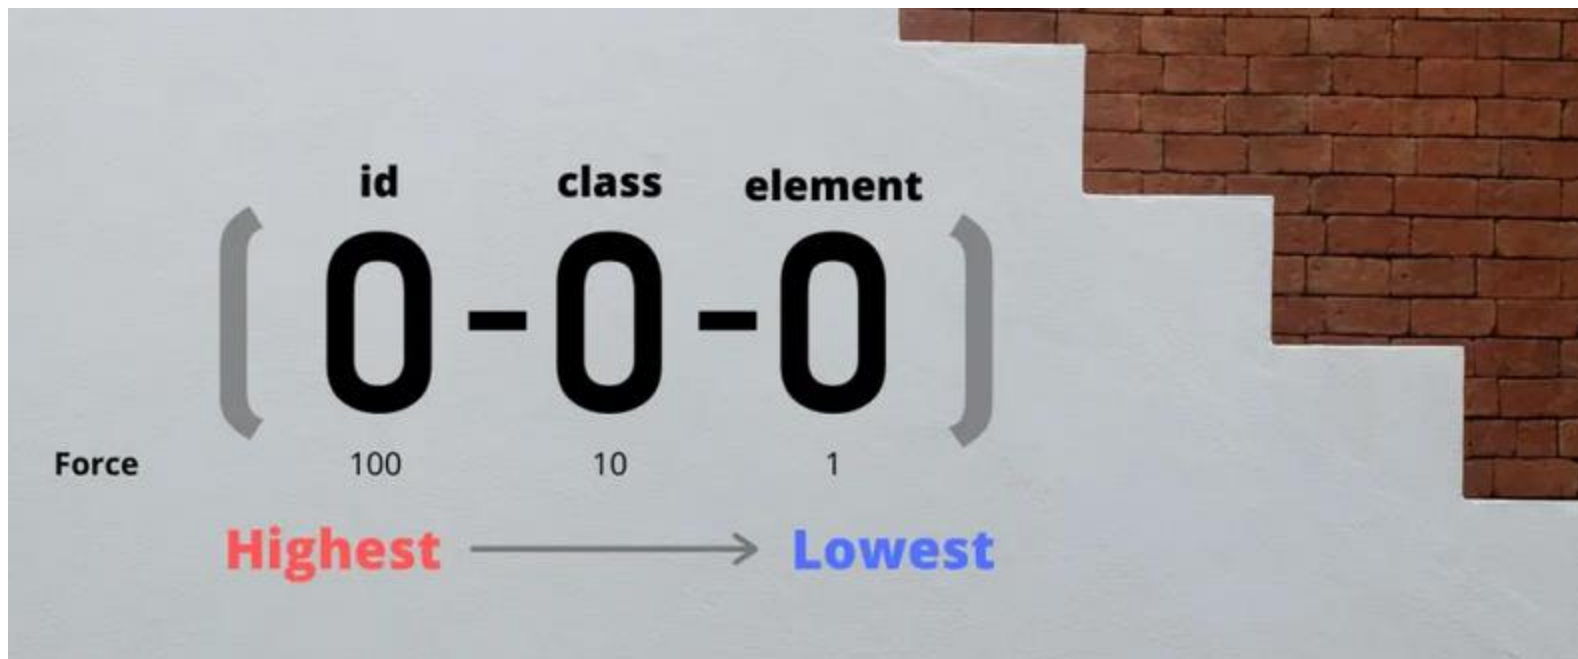 id class element
( 0 - 0 - 0 )
Force 100 10 1
Highest Lowest